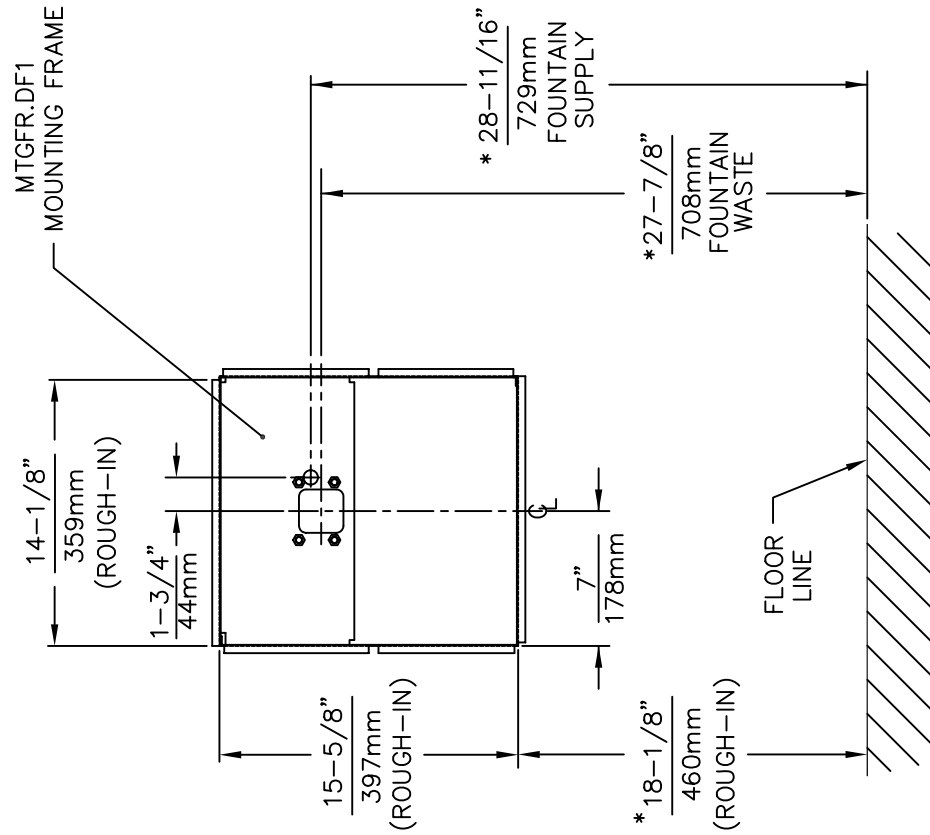 MTGFR.DF1
MOUNTING FRAME
* 28-11/16"
729mm
FOUNTAIN
SUPPLY
*27-7/8"
708mm
FOUNTAIN
WASTE
14-1/8"
359mm
(ROUGH-IN)
1-3/4"
44mm
CL
7"
178mm
15-5/8"
397mm
(ROUGH-IN)
*18-1/8"
460mm
(ROUGH-IN)
FLOOR
LINE